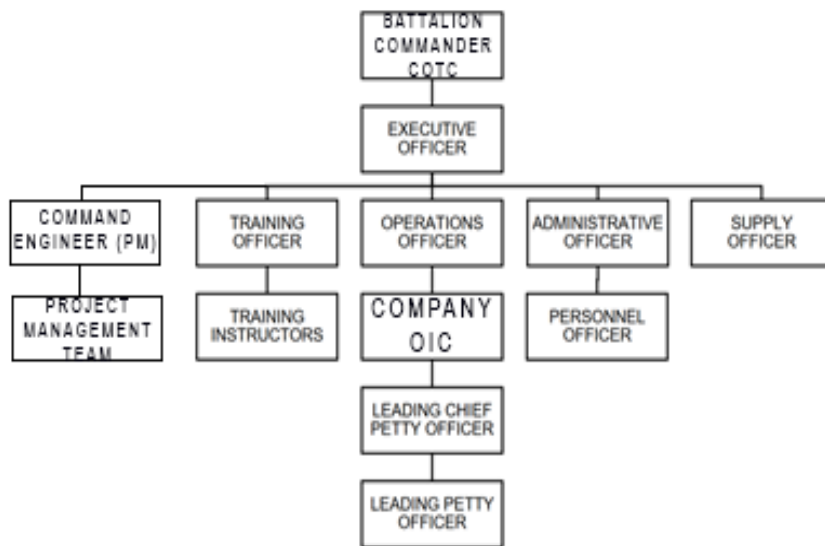 BATTALION
COMMANDER
COTC
EXECUTIVE
OFFICER
COMMAND
ENGINEER (PM)
TRAINING
OFFICER
OPERATIONS
OFFICER
ADMINISTRATIVE
OFFICER
SUPPLY
OFFICER
PROJECT
MANAGEMENT
TEAM
TRAINING
INSTRUCTORS
COMPANY
OIC
PERSONNEL
OFFICER
LEADING CHIEF
PETTY OFFICER
LEADING PETTY
OFFICER